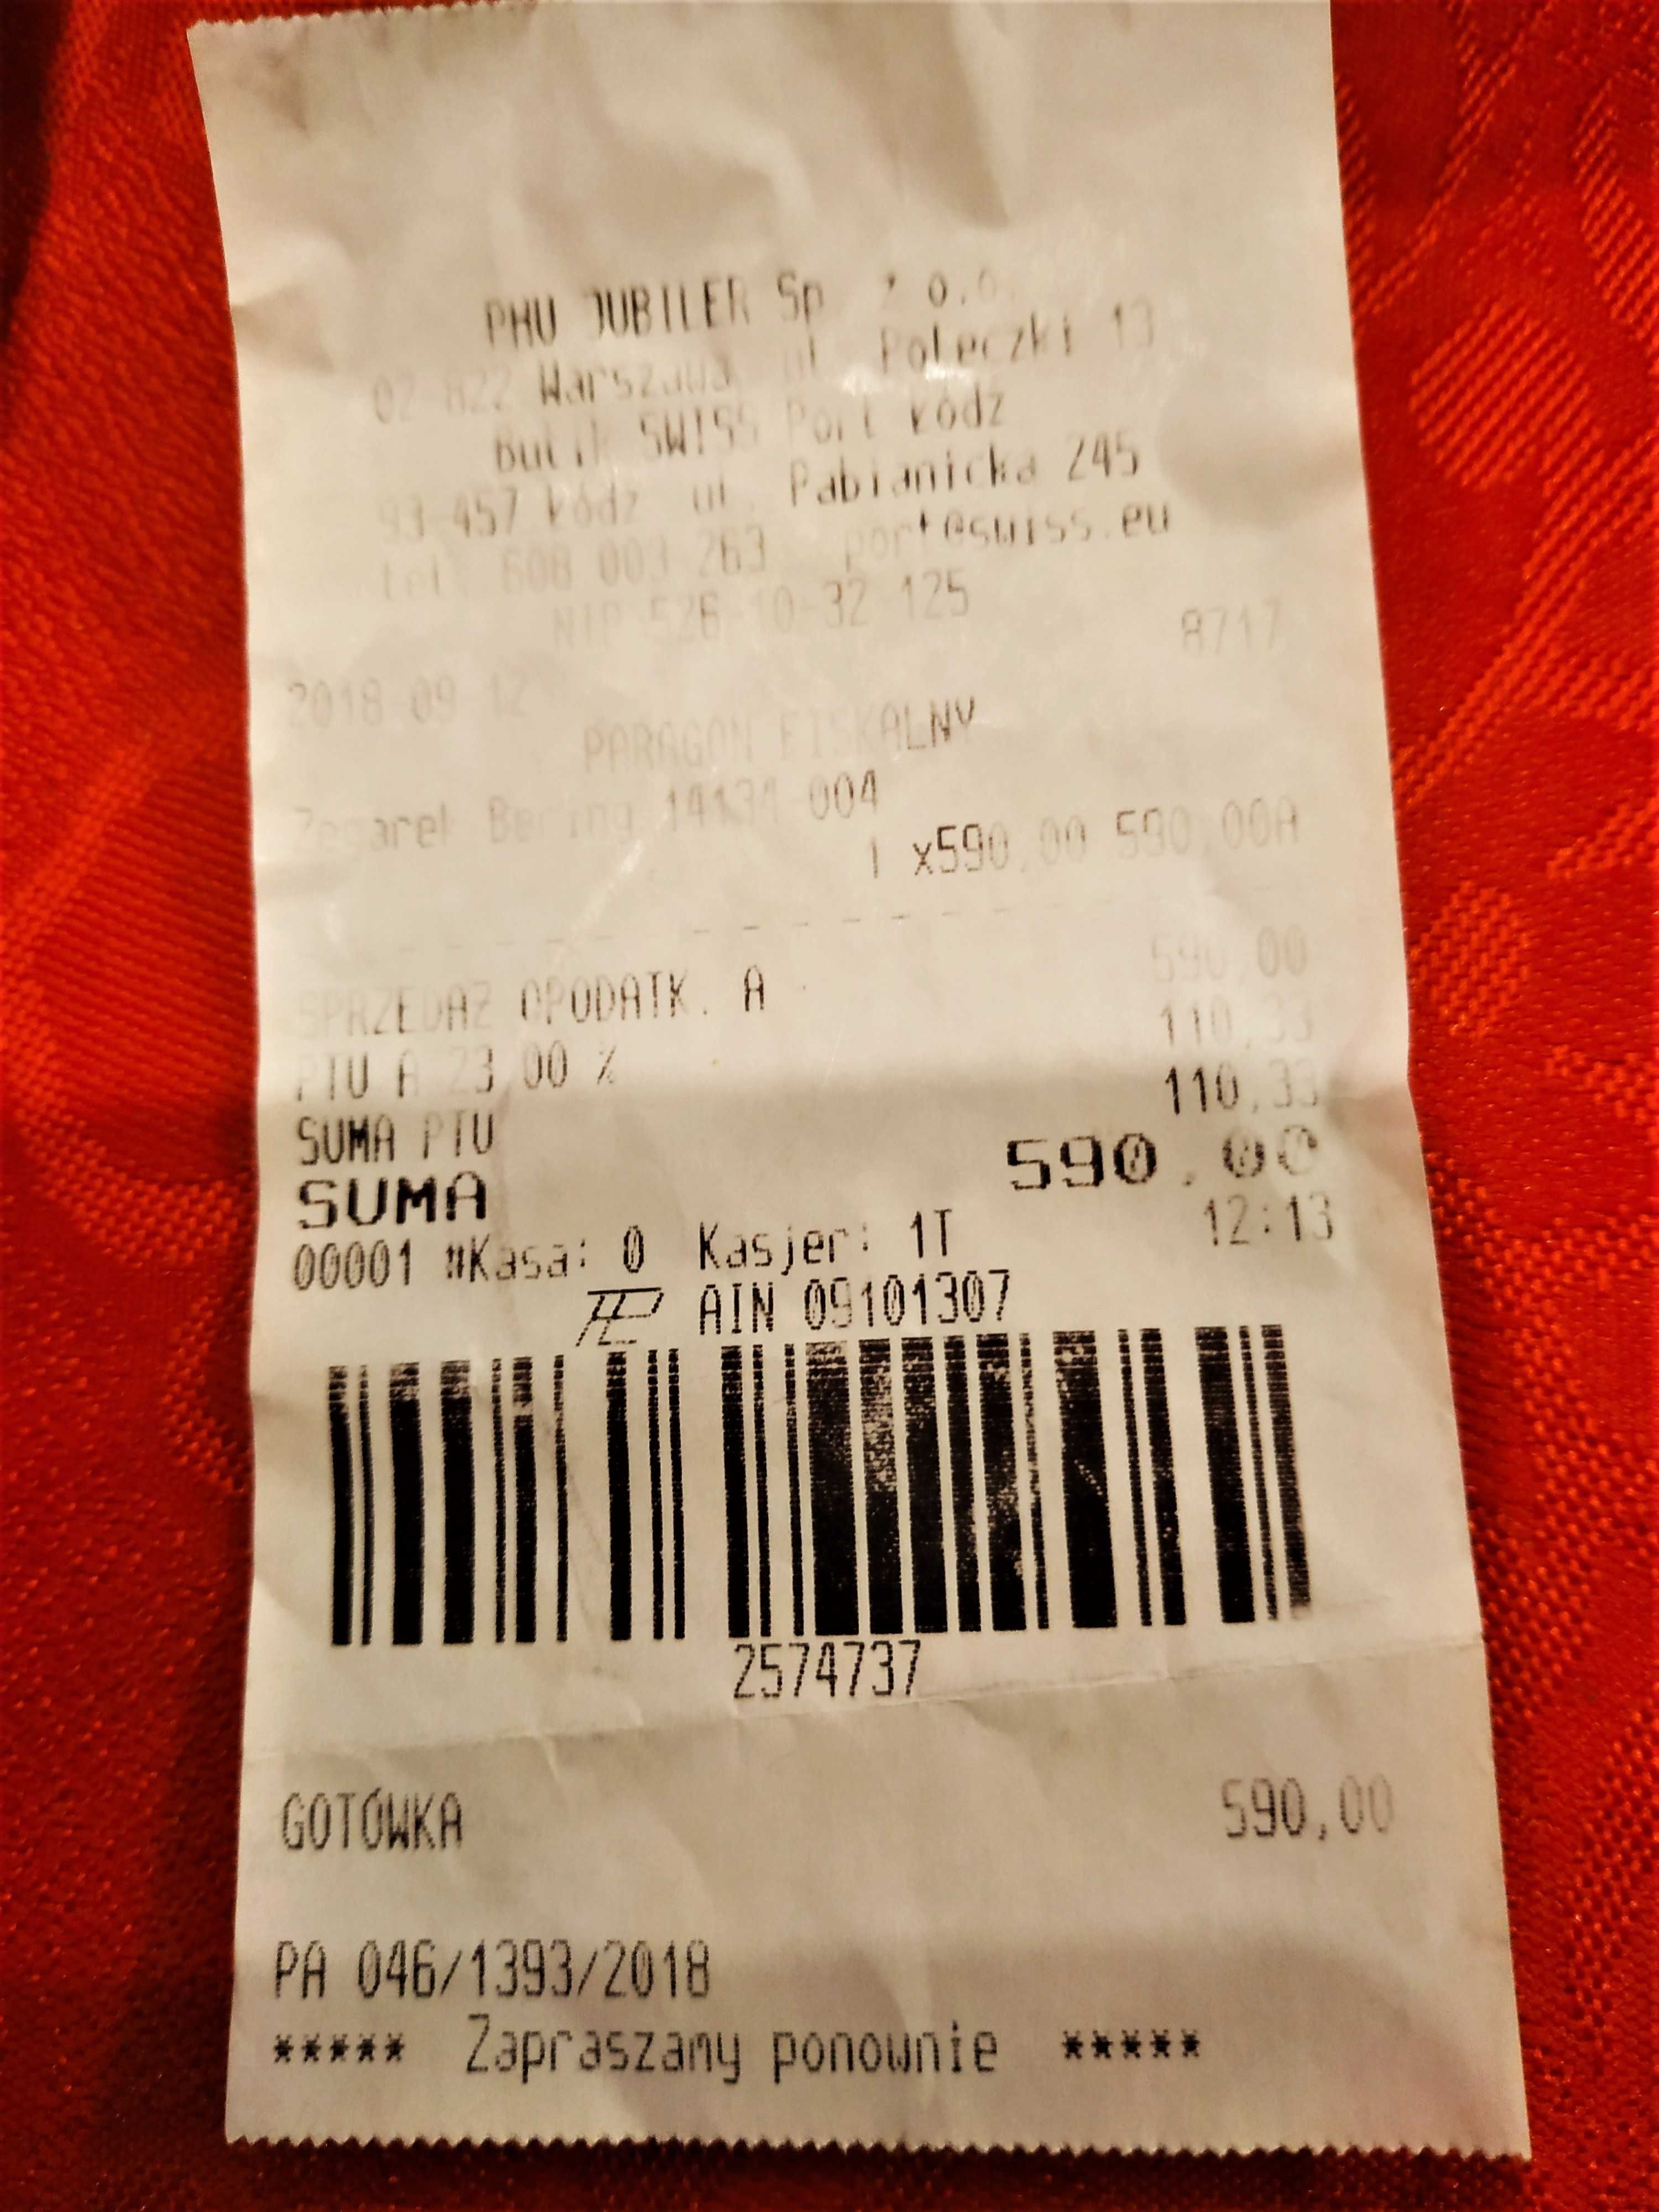 PHU JUBILER Sp. z o.o.
02-822 Warszawa, ul. Poleczki 13
Butik SWISS Port Łódź
93-457 Łódź ul. Pabianicka 245
tel. 608 003 263 port@swiss.eu
NIP 526-10-32-125
2018-09-12 8717
PARAGON FISKALNY
Zegarek Bering 14134-004
1 x590,00 590,00A
SPRZEDAŻ OPODATK. A 590,00
PTU A 23,00 % 110,33
SUMA PTU 110,33
SUMA 590,00
00001 #Kasa: 0 Kasjer: 1T 12:13
AIN 09101307
2574737
GOTÓWKA 590,00
PA 046/1393/2018
***** Zapraszamy ponownie *****